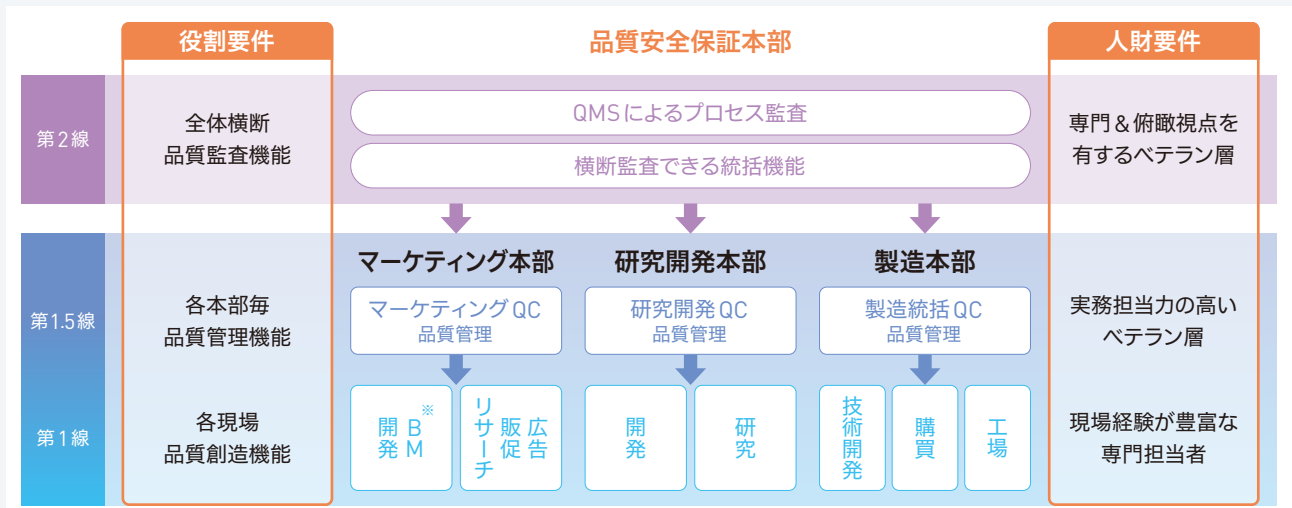 役割要件
品質安全保証本部
人財要件
第2線
全体横断
品質監査機能
QMSによるプロセス監査
横断監査できる統括機能
専門&俯瞰視点を
有するベテラン層
マーケティング本部
研究開発本部
製造本部
第1.5線
各本部毎
品質管理機能
マーケティングQC
品質管理
研究開発QC
品質管理
製造統括QC
品質管理
実務担当力の高い
ベテラン層
第1線
各現場
品質創造機能
BM※
開発
広告
販促
リサーチ
開発
研究
技術開発
購買
工場
現場経験が豊富な
専門担当者